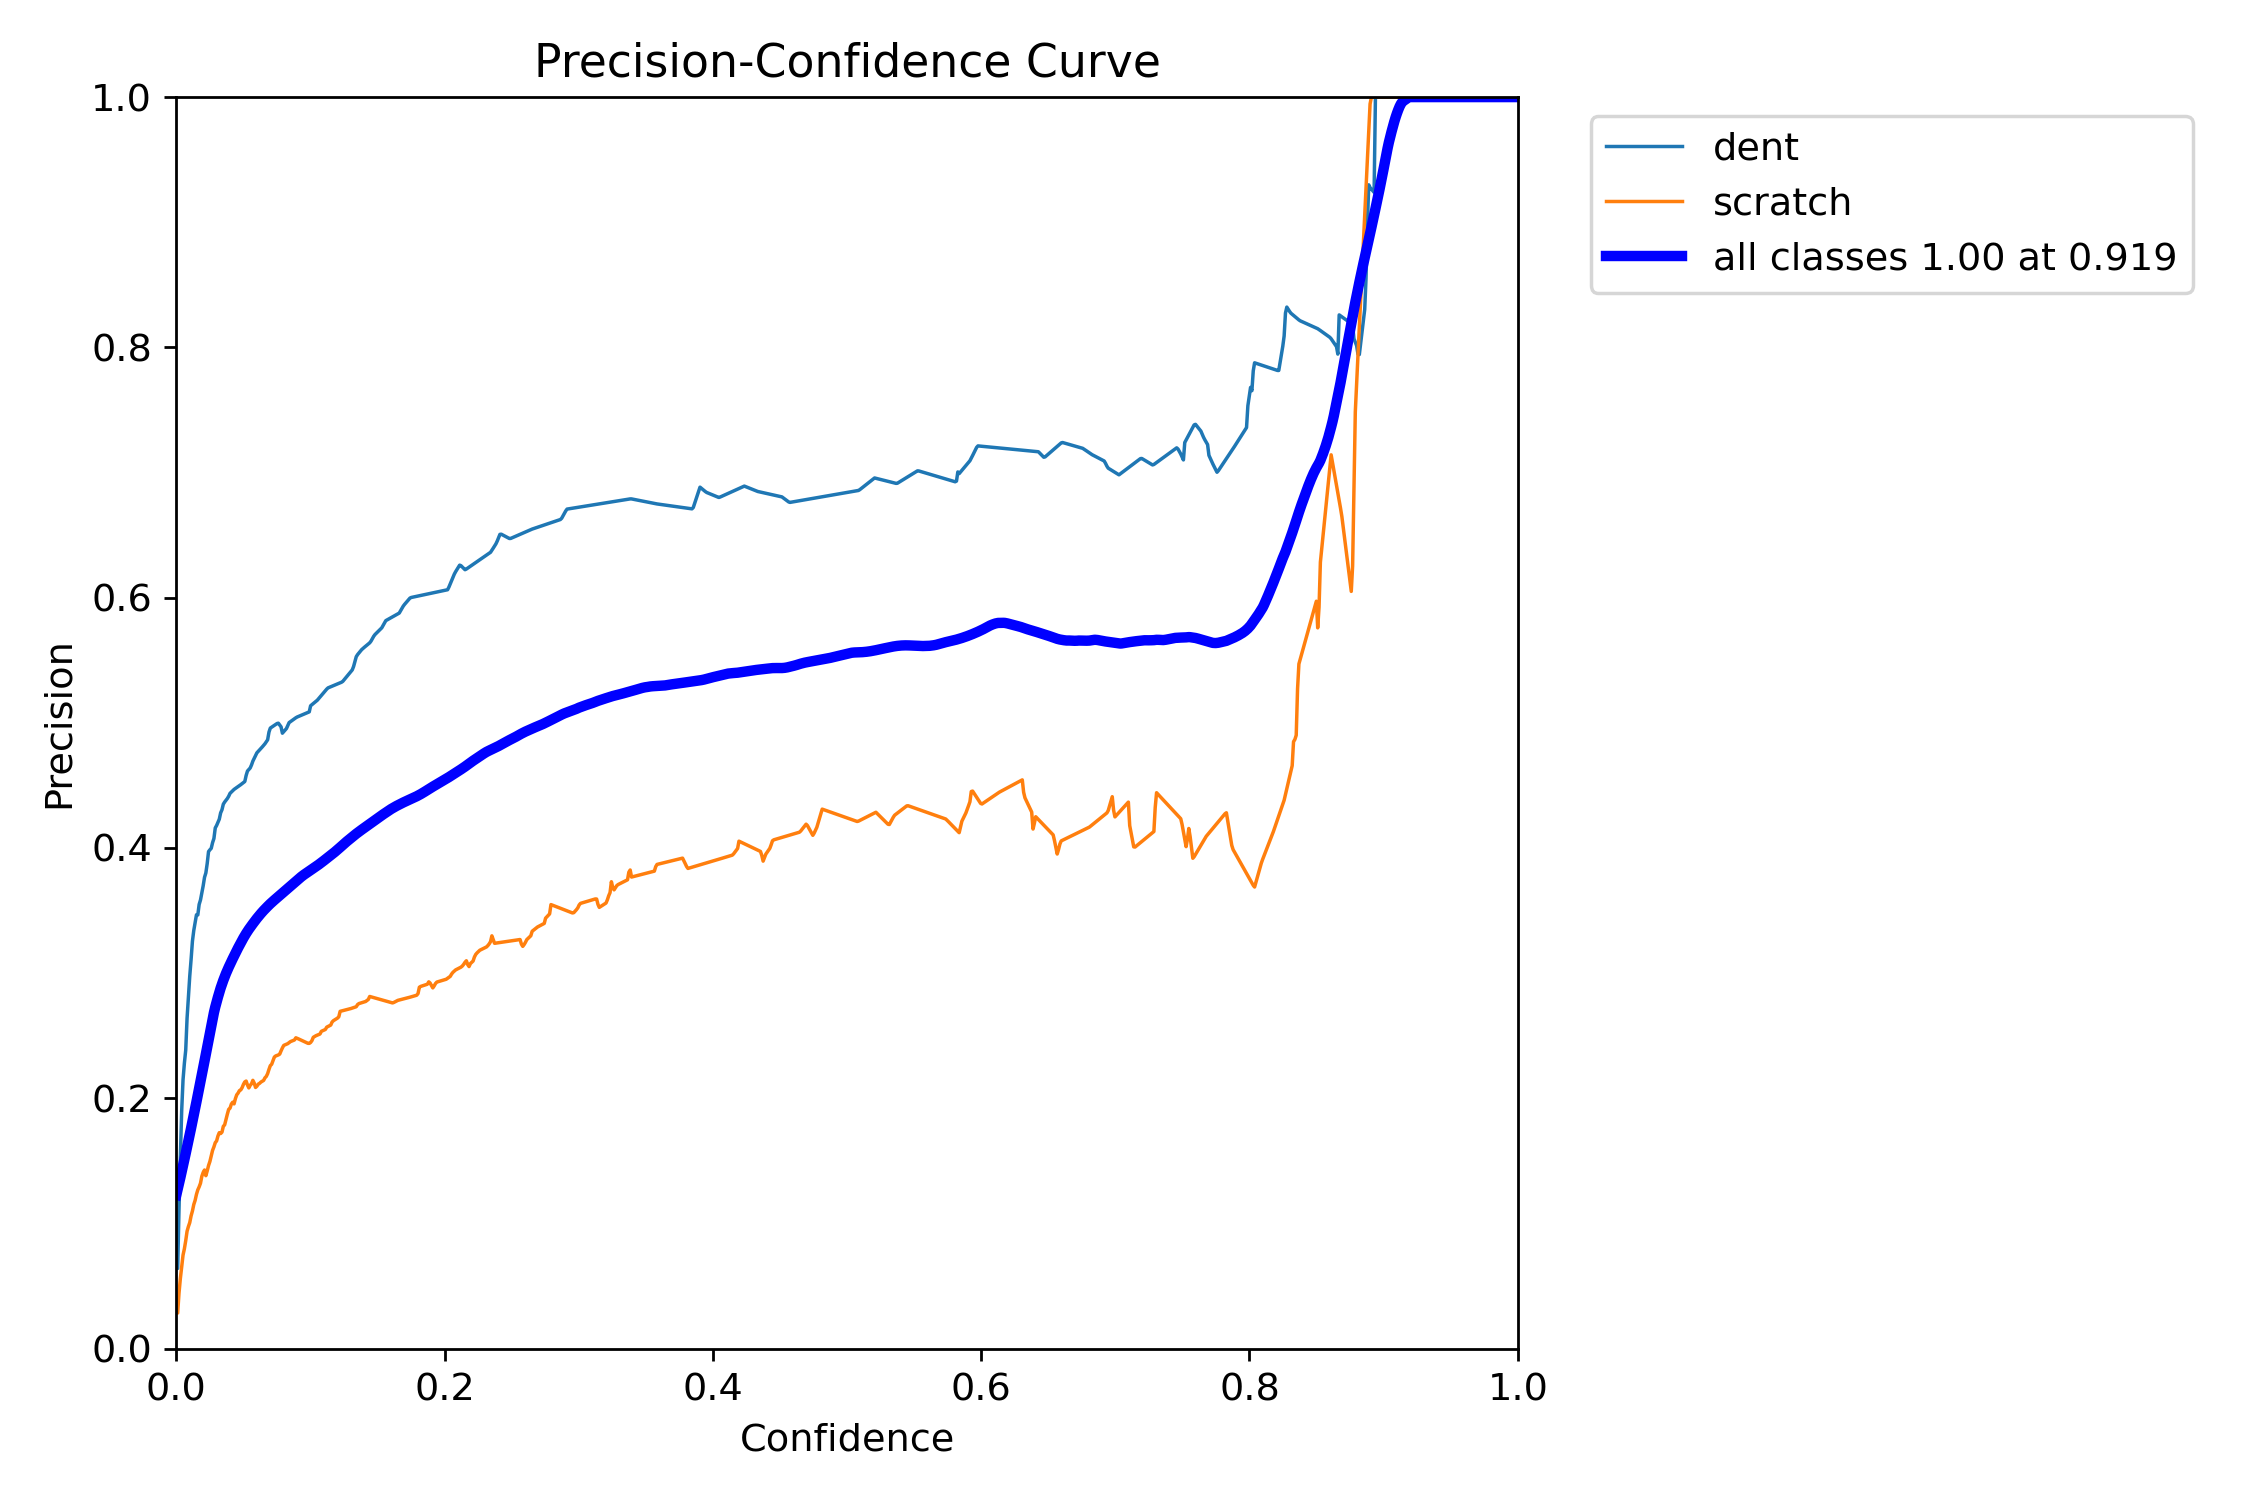 Precision-Confidence Curve
1.0
0.8
0.6
0.4
0.2
0.0
Precision
0.0 0.2 0.4 0.6 0.8 1.0
Confidence
dent
scratch
all classes 1.00 at 0.919